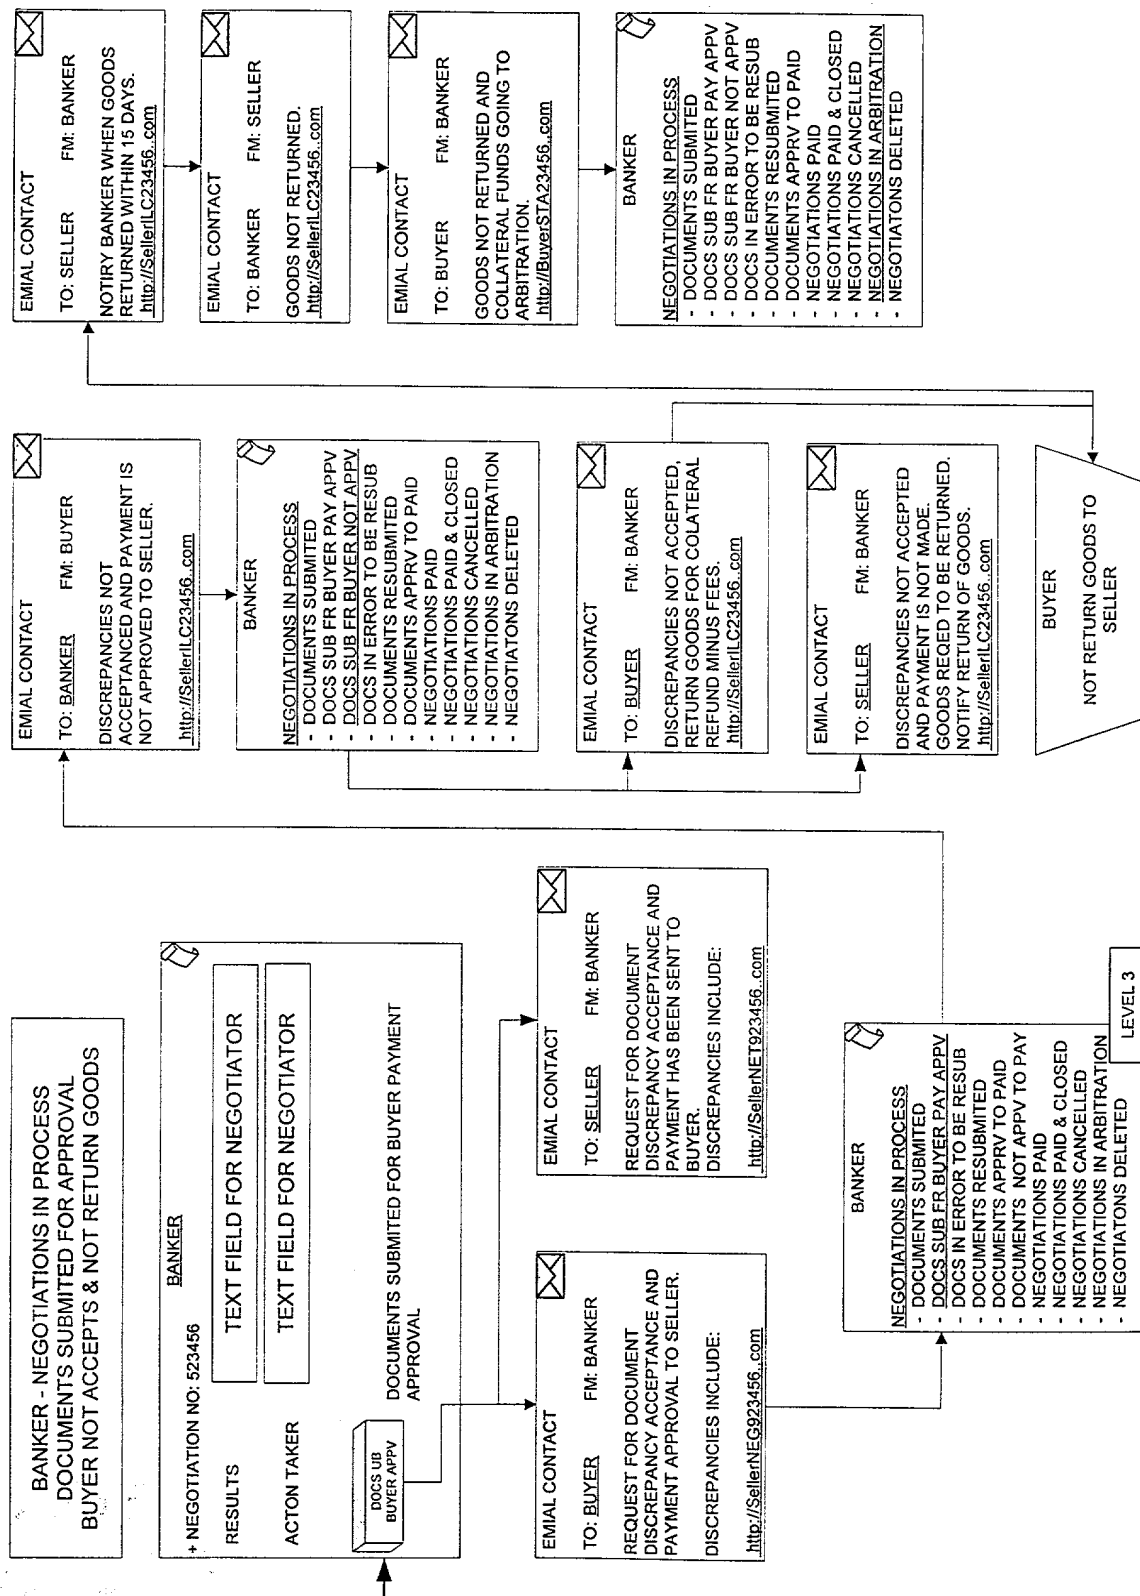 BANKER - NEGOTIATIONS IN PROCESS
DOCUMENTS SUBMITED FOR APPROVAL
BUYER NOT ACCEPTS & NOT RETURN GOODS
BANKER
+ NEGOTIATION NO: 523456
RESULTS
TEXT FIELD FOR NEGOTIATOR
ACTON TAKER
TEXT FIELD FOR NEGOTIATOR
DOCS UB
BUYER APPV
DOCUMENTS SUBMITED FOR BUYER PAYMENT
APPROVAL
EMIAL CONTACT
TO: BUYER FM: BANKER
REQUEST FOR DOCUMENT
DISCREPANCY ACCEPTANCE AND
PAYMENT APPROVAL TO SELLER.
DISCREPANCIES INCLUDE:
http://SellerNEG923456..com
EMIAL CONTACT
TO: SELLER FM: BANKER
REQUEST FOR DOCUMENT
DISCREPANCY ACCEPTANCE AND
PAYMENT HAS BEEN SENT TO
BUYER.
DISCREPANCIES INCLUDE:
http://SellerNET923456..com
BANKER
NEGOTIATIONS IN PROCESS
- DOCUMENTS SUBMITED
- DOCS SUB FR BUYER PAY APPV
- DOCS IN ERROR TO BE RESUB
- DOCUMENTS RESUBMITED
- DOCUMENTS APPRV TO PAID
- DOCUMENTS NOT APPV TO PAY
- NEGOTIATIONS PAID
- NEGOTIATIONS PAID & CLOSED
- NEGOTIATIONS CANCELLED
- NEGOTIATIONS IN ARBITRATION
- NEGOTIATONS DELETED
LEVEL 3
EMIAL CONTACT
TO: BANKER FM: BUYER
DISCREPANCIES NOT
ACCEPTANCED AND PAYMENT IS
NOT APPROVED TO SELLER.
http://SellerILC23456..com
BANKER
NEGOTIATIONS IN PROCESS
- DOCUMENTS SUBMITED
- DOCS SUB FR BUYER PAY APPV
- DOCS SUB FR BUYER NOT APPV
- DOCS IN ERROR TO BE RESUB
- DOCUMENTS RESUBMITED
- DOCUMENTS APPRV TO PAID
- NEGOTIATIONS PAID
- NEGOTIATIONS PAID & CLOSED
- NEGOTIATIONS CANCELLED
- NEGOTIATIONS IN ARBITRATION
- NEGOTIATONS DELETED
EMIAL CONTACT
TO: BUYER FM: BANKER
DISCREPANCIES NOT ACCEPTED,
RETURN GOODS FOR COLATERAL
REFUND MINUS FEES.
http://SellerILC23456..com
EMIAL CONTACT
TO: SELLER FM: BANKER
DISCREPANCIES NOT ACCEPTED
AND PAYMENT IS NOT MADE.
GOODS REQED TO BE RETURNED.
NOTIFY RETURN OF GOODS.
http://SellerILC23456..com
BUYER
NOT RETURN GOODS TO
SELLER
EMIAL CONTACT
TO: SELLER FM: BANKER
NOTIRY BANKER WHEN GOODS
RETURNED WITHIN 15 DAYS.
http://SellerILC23456..com
EMIAL CONTACT
TO: BANKER FM: SELLER
GOODS NOT RETURNED.
http://SellerILC23456..com
EMIAL CONTACT
TO: BUYER FM: BANKER
GOODS NOT RETURNED AND
COLLATERAL FUNDS GOING TO
ARBITRATION.
http://BuyerSTA23456..com
BANKER
NEGOTIATIONS IN PROCESS
- DOCUMENTS SUBMITED
- DOCS SUB FR BUYER PAY APPV
- DOCS SUB FR BUYER NOT APPV
- DOCS IN ERROR TO BE RESUB
- DOCUMENTS RESUBMITED
- DOCUMENTS APPRV TO PAID
- NEGOTIATIONS PAID
- NEGOTIATIONS PAID & CLOSED
- NEGOTIATIONS CANCELLED
- NEGOTIATIONS IN ARBITRATION
- NEGOTIATONS DELETED